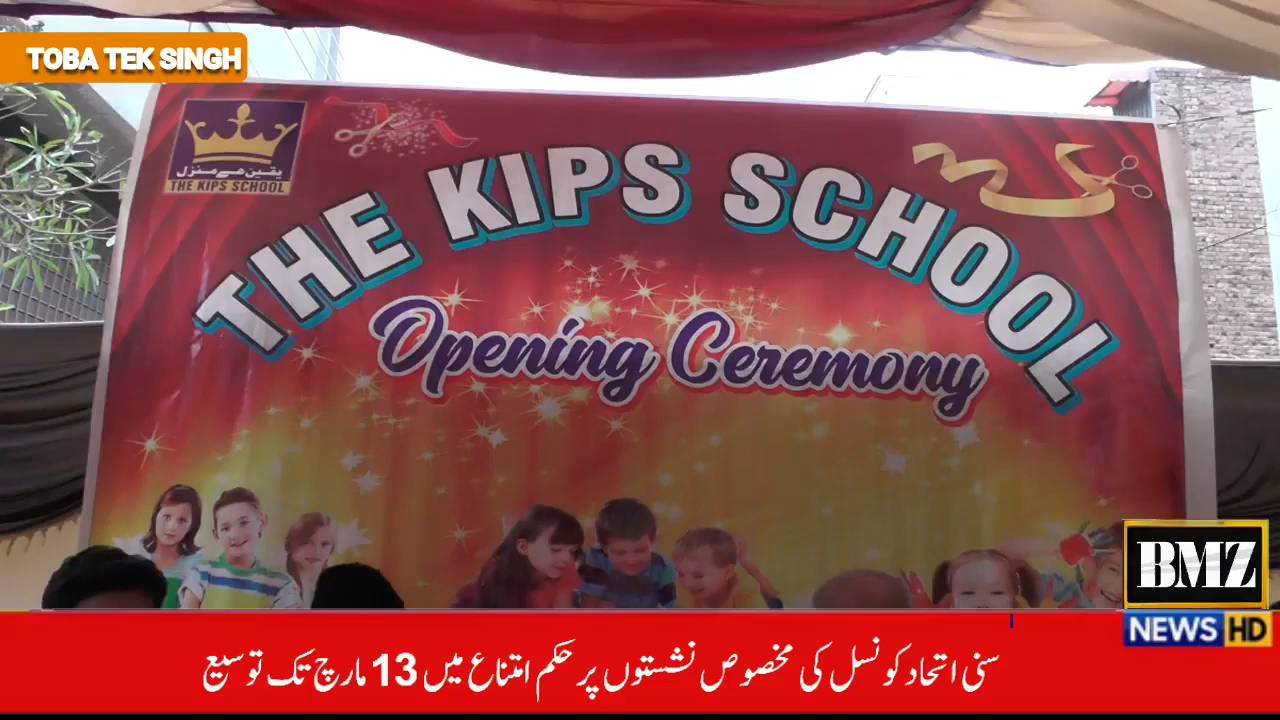 TOBA TEK SINGH
یقین ھے منزل
THE KIPS SCHOOL
THE KIPS SCHOOL
Opening Ceremony
BMZ
NEWS HD
سنی اتحاد کونسل کی مخصوص نشستوں پر حکم امتناع میں 13 مارچ تک توسیع